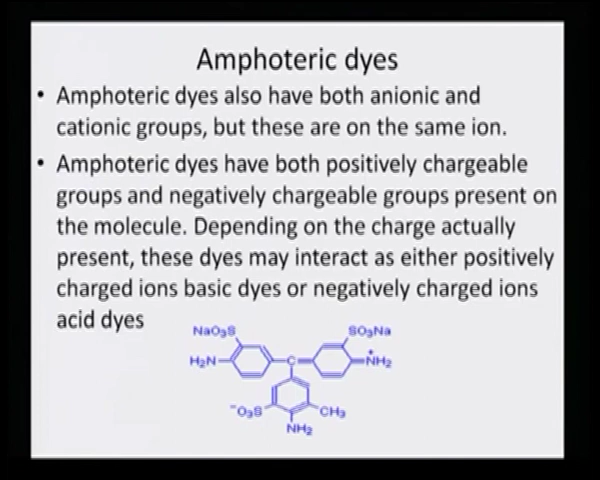 Amphoteric dyes
• Amphoteric dyes also have both anionic and
cationic groups, but these are on the same ion.
• Amphoteric dyes have both positively chargeable
groups and negatively chargeable groups present on
the molecule. Depending on the charge actually
present, these dyes may interact as either positively
charged ions basic dyes or negatively charged ions
acid dyes
NaO₃S SO₃Na
H₂N C NH₂
⁻O₃S CH₃
NH₂